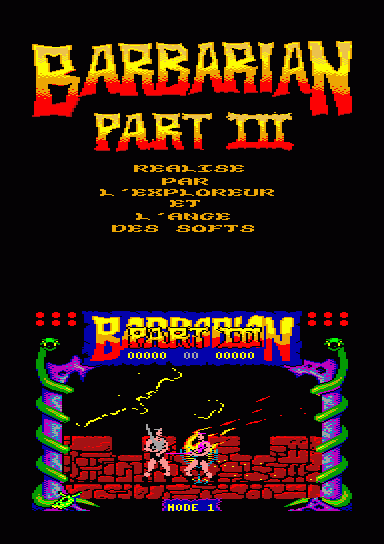 BARBARIAN
PART III
REALISE
PAR
L'EXPLOREUR
ET
L'ANGE
DES SOFTS
BARBARIAN
PART III
00000 00 00000
MODE 1